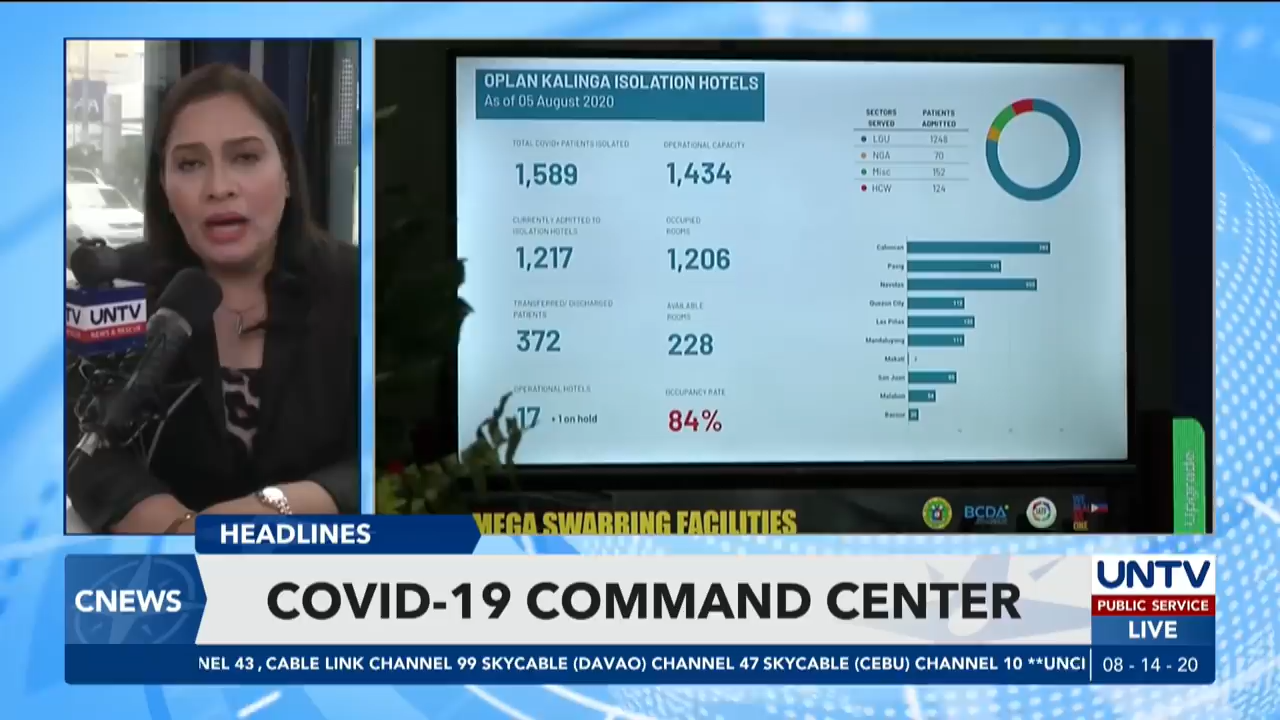 OPLAN KALINGA ISOLATION HOTELS
As of 05 August 2020
TOTAL COVID+ PATIENTS ISOLATED
1,589
OPERATIONAL CAPACITY
1,434
CURRENTLY ADMITTED TO
ISOLATION HOTELS
1,217
OCCUPIED
ROOMS
1,206
TRANSFERRED/ DISCHARGED
PATIENTS
372
AVAILABLE
ROOMS
228
OPERATIONAL HOTELS
17 + 1 on hold
OCCUPANCY RATE
84%
SECTORS
SERVED
PATIENTS
ADMITTED
LGU 1248
NGA 70
Misc 152
HCW 124
Caloocan
Pasig
Navotas
Quezon City
Las Piñas
Mandaluyong
Makati
San Juan
Malabon
UNTV
TV UNTV
MEGA SWABBING FACILITIES
BCDA
upgrade
HEADLINES
CNEWS
COVID-19 COMMAND CENTER
UNTV
PUBLIC SERVICE
LIVE
NEL 43 , CABLE LINK CHANNEL 99 SKYCABLE (DAVAO) CHANNEL 47 SKYCABLE (CEBU) CHANNEL 10 **UNCI
08 - 14 - 20